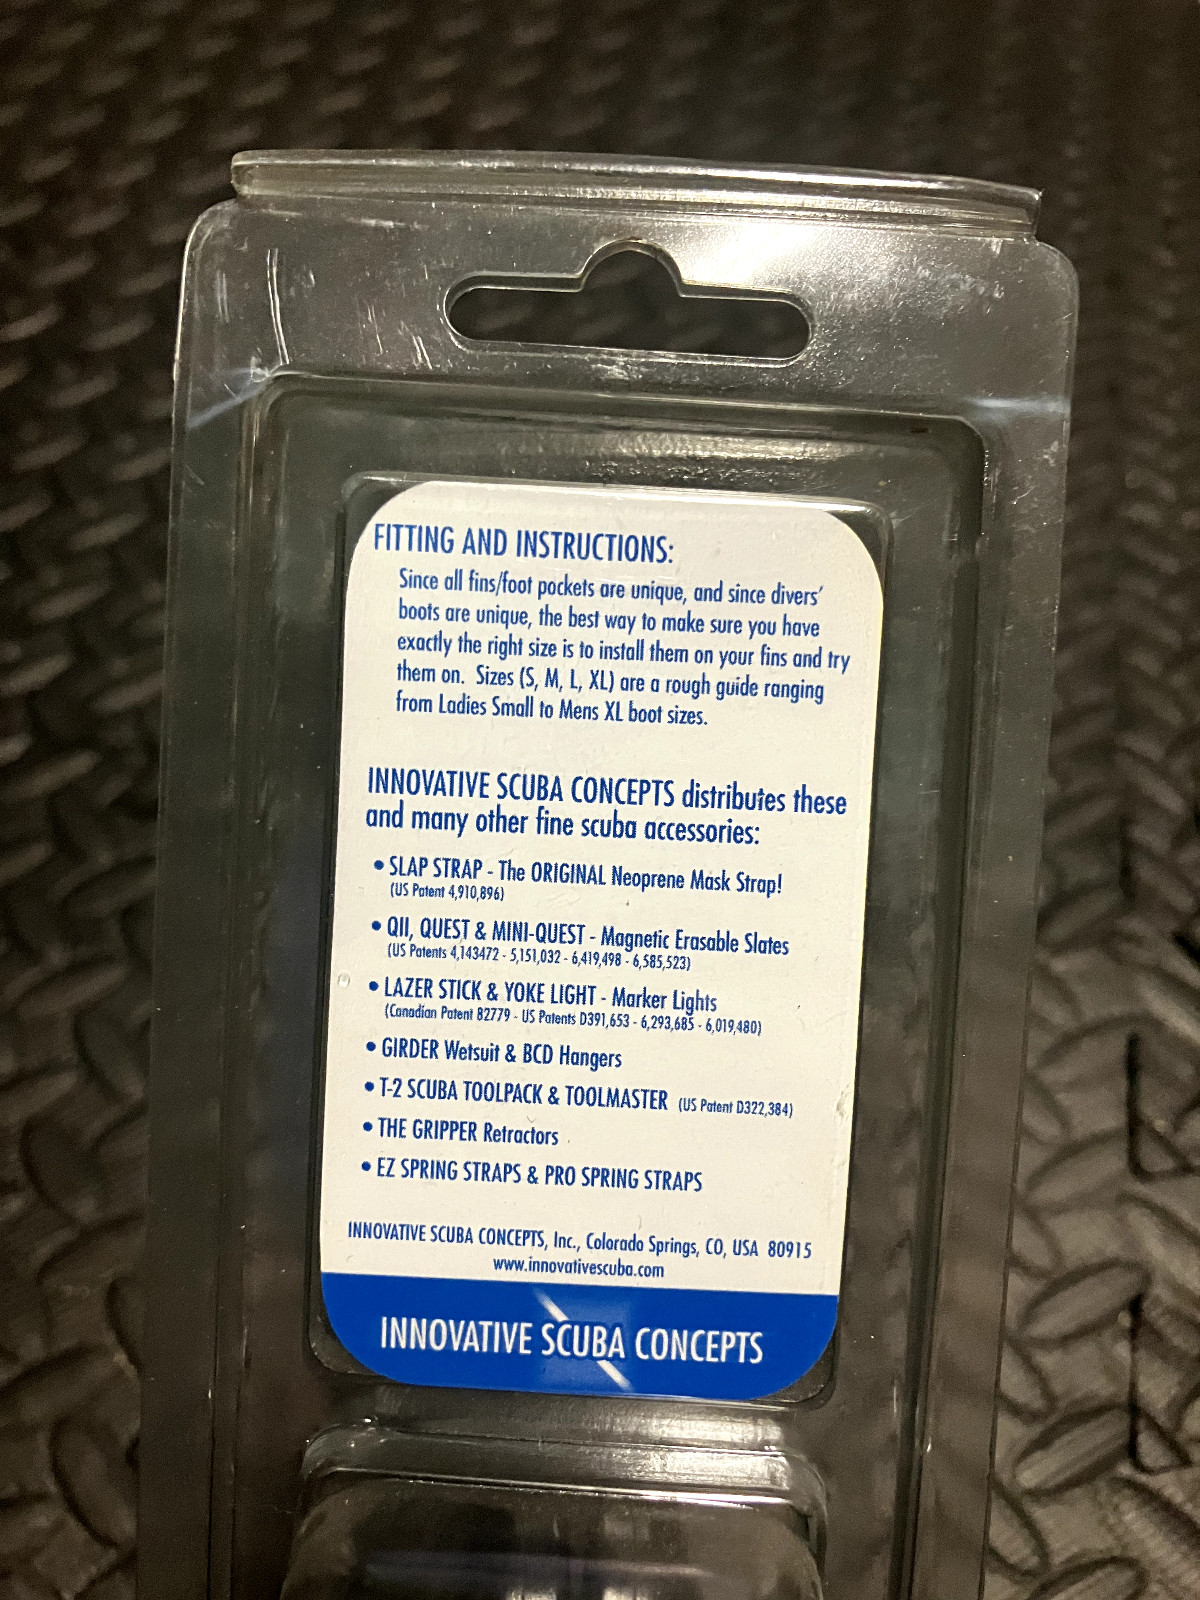 FITTING AND INSTRUCTIONS:
Since all fins/foot pockets are unique, and since divers'
boots are unique, the best way to make sure you have
exactly the right size is to install them on your fins and try
them on. Sizes (S, M, L, XL) are a rough guide ranging
from Ladies Small to Mens XL boot sizes.
INNOVATIVE SCUBA CONCEPTS distributes these
and many other fine scuba accessories:
• SLAP STRAP - The ORIGINAL Neoprene Mask Strap!
(US Patent 4,910,896)
• QII, QUEST & MINI-QUEST - Magnetic Erasable Slates
(US Patents 4,143472 - 5,151,032 - 6,419,498 - 6,585,523)
• LAZER STICK & YOKE LIGHT - Marker Lights
(Canadian Patent 82779 - US Patents D391,653 - 6,293,685 - 6,019,480)
• GIRDER Wetsuit & BCD Hangers
• T-2 SCUBA TOOLPACK & TOOLMASTER (US Patent D322,384)
• THE GRIPPER Retractors
• EZ SPRING STRAPS & PRO SPRING STRAPS
INNOVATIVE SCUBA CONCEPTS, Inc., Colorado Springs, CO, USA 80915
www.innovativescuba.com
INNOVATIVE SCUBA CONCEPTS